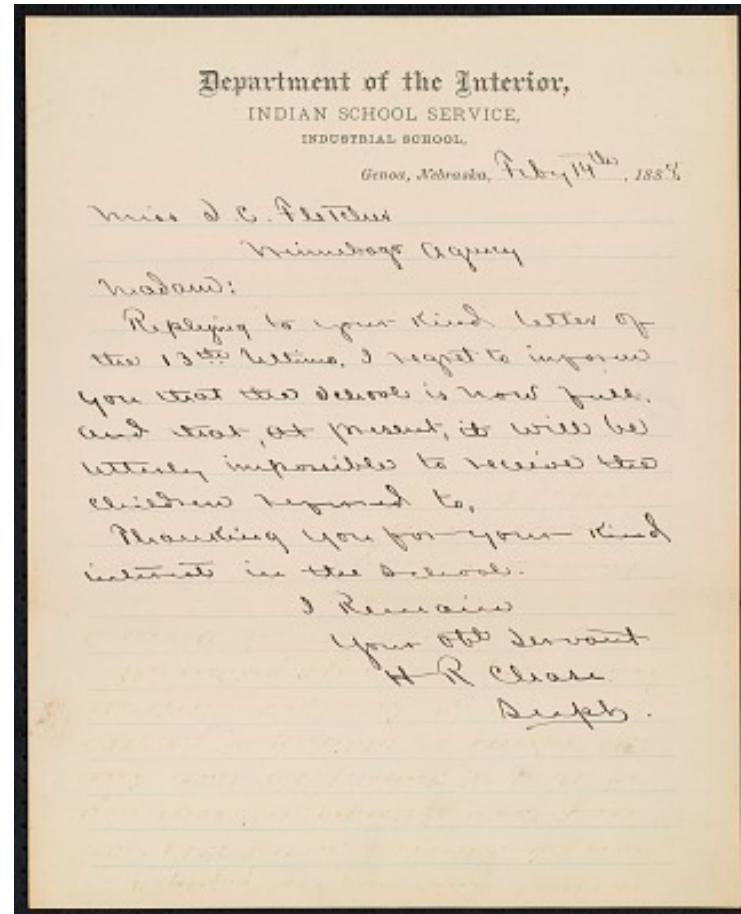 Department of the Interior,
INDIAN SCHOOL SERVICE,
INDUSTRIAL SCHOOL,
Genoa, Nebraska, Feby 14th, 1888
Miss C. Fletcher
Winnebago Agency
Madam:
Replying to your kind letter of
the 13th Ultimo, I regret to inform
you that the School is now full.
and that, at present, it will be
utterly impossible to receive the
children referred to,
Thanking you for your kind
interest in the School.
I Remain
Your Obt Servant
H R Chase
Supt.